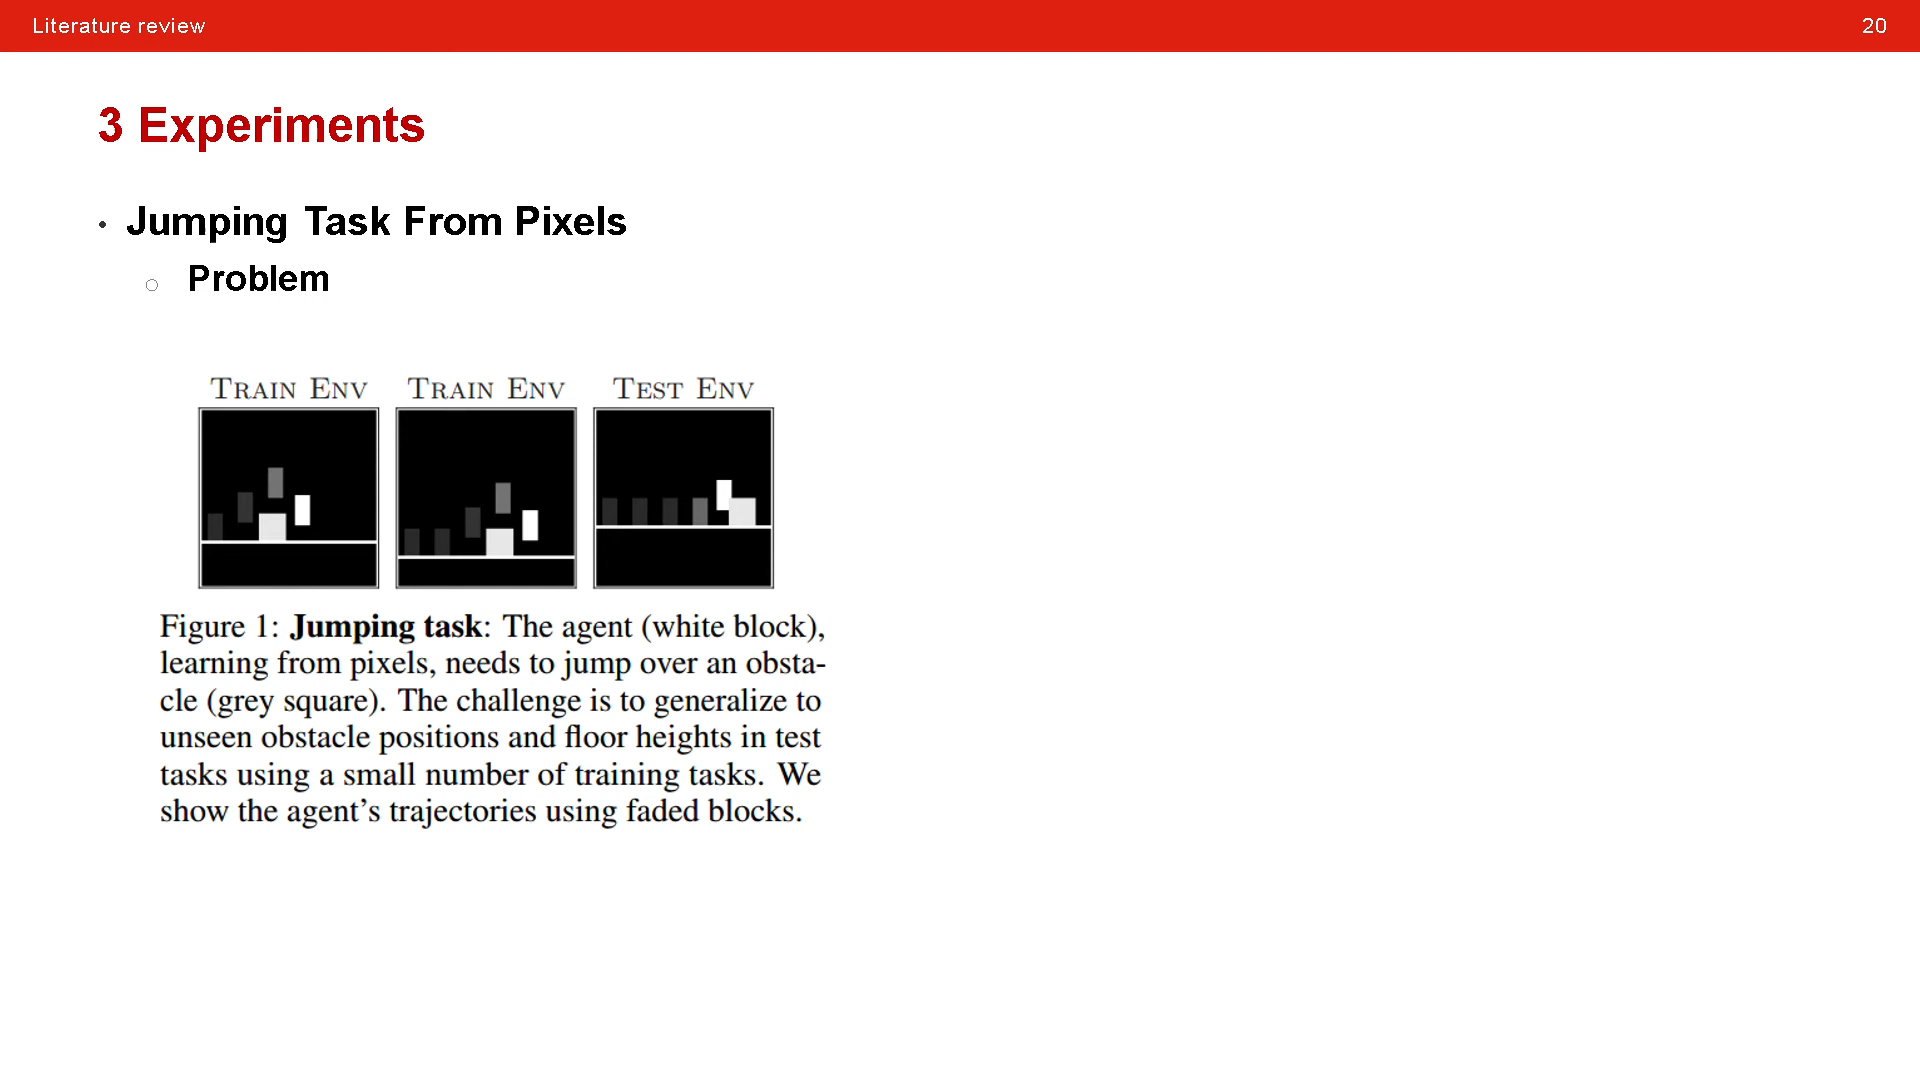 Literature review 20
3 Experiments
• Jumping Task From Pixels
○ Problem
TRAIN ENV TRAIN ENV TEST ENV
Figure 1: Jumping task: The agent (white block),
learning from pixels, needs to jump over an obsta-
cle (grey square). The challenge is to generalize to
unseen obstacle positions and floor heights in test
tasks using a small number of training tasks. We
show the agent’s trajectories using faded blocks.